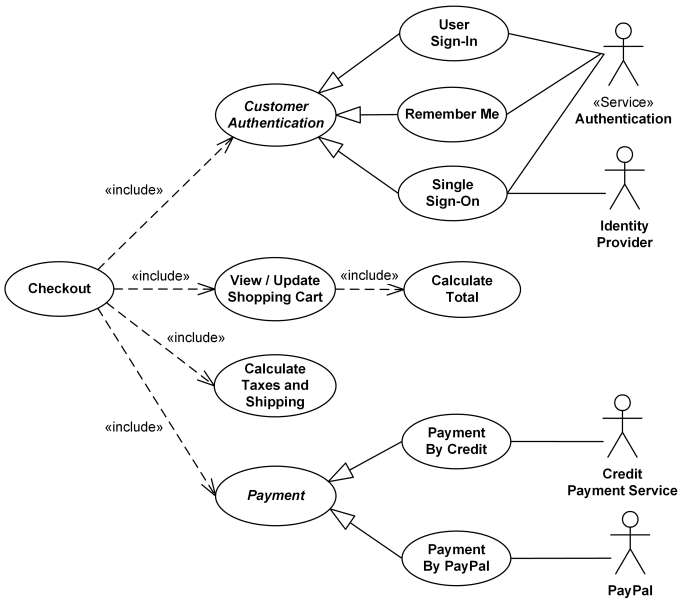 User
Sign-In
Customer
Authentication
Remember Me
«Service»
Authentication
«include»
Single
Sign-On
Identity
Provider
Checkout
«include»
View / Update
Shopping Cart
«include»
Calculate
Total
«include»
Calculate
Taxes and
Shipping
«include»
Payment
By Credit
Credit
Payment Service
Payment
Payment
By PayPal
PayPal